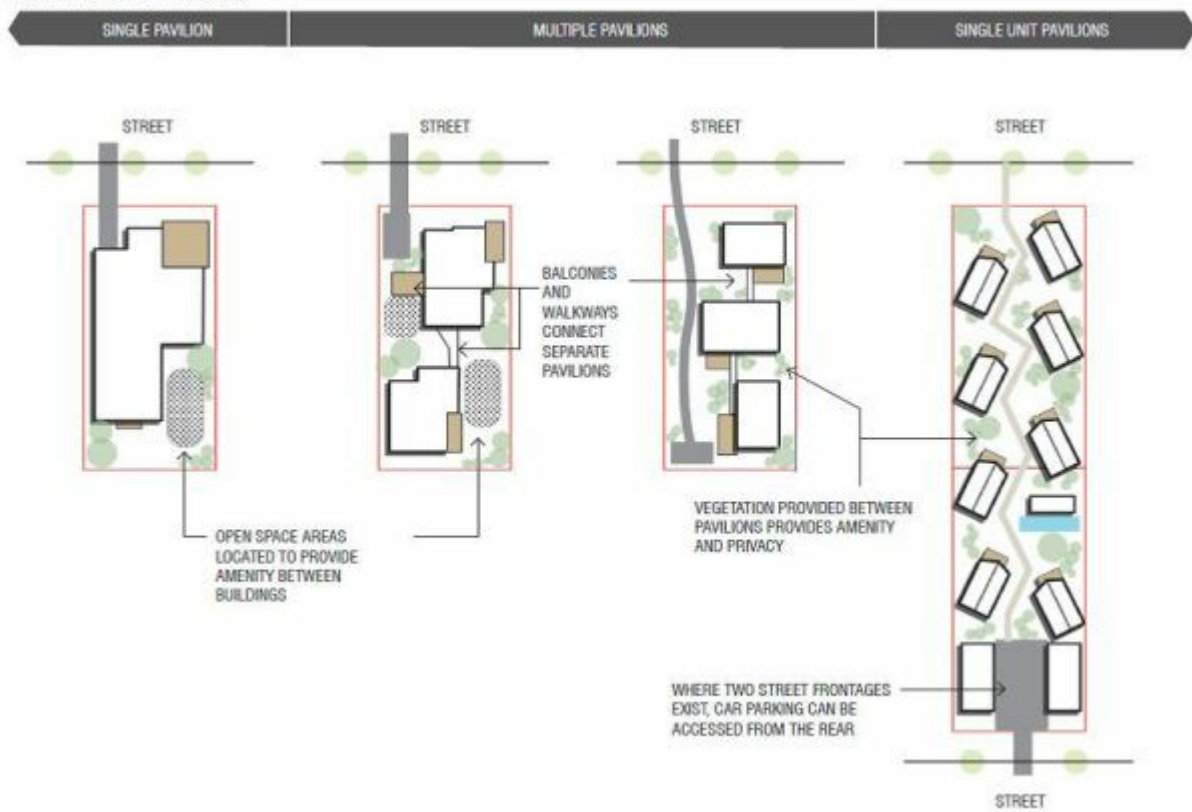 SINGLE PAVILION
MULTIPLE PAVILIONS
SINGLE UNIT PAVILIONS
STREET
STREET
STREET
STREET
BALCONIES
AND
WALKWAYS
CONNECT
SEPARATE
PAVILIONS
OPEN SPACE AREAS
LOCATED TO PROVIDE
AMENITY BETWEEN
BUILDINGS
VEGETATION PROVIDED BETWEEN
PAVILIONS PROVIDES AMENITY
AND PRIVACY
WHERE TWO STREET FRONTAGES
EXIST, CAR PARKING CAN BE
ACCESSED FROM THE REAR
STREET